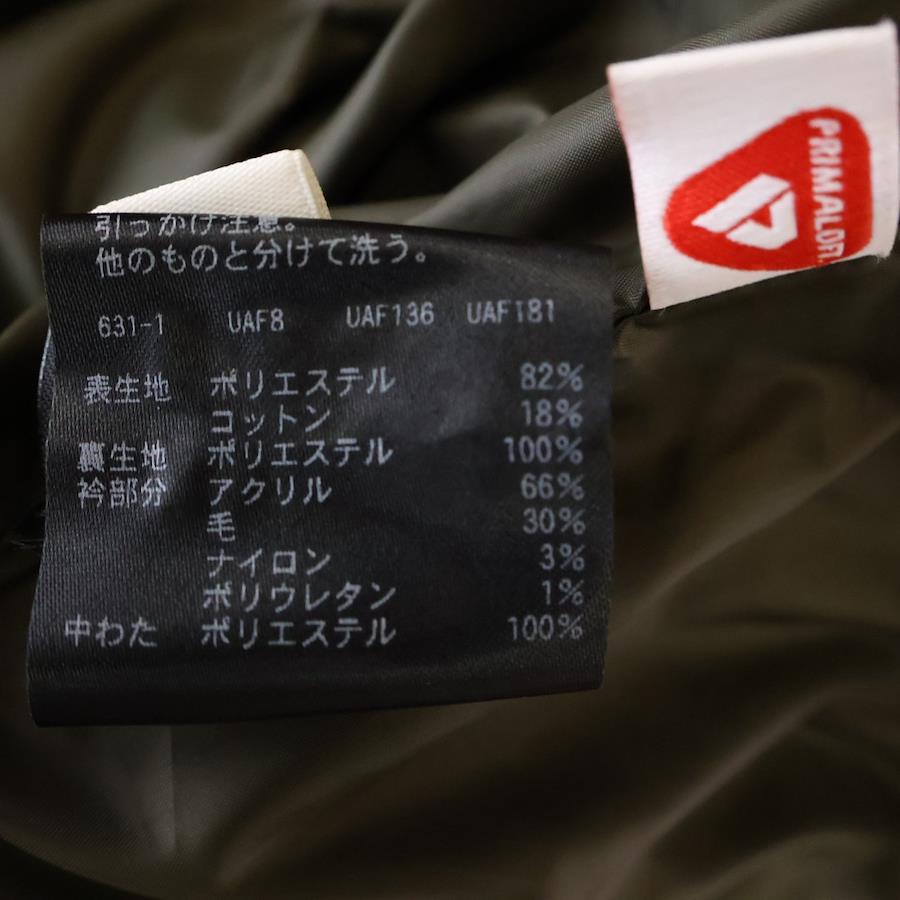 引っかけ注意。
他のものと分けて洗う。
631-1 UAF8 UAF136 UAF181
表生地 ポリエステル 82%
コットン 18%
裏生地 ポリエステル 100%
衿部分 アクリル 66%
毛 30%
ナイロン 3%
ポリウレタン 1%
中わた ポリエステル 100%